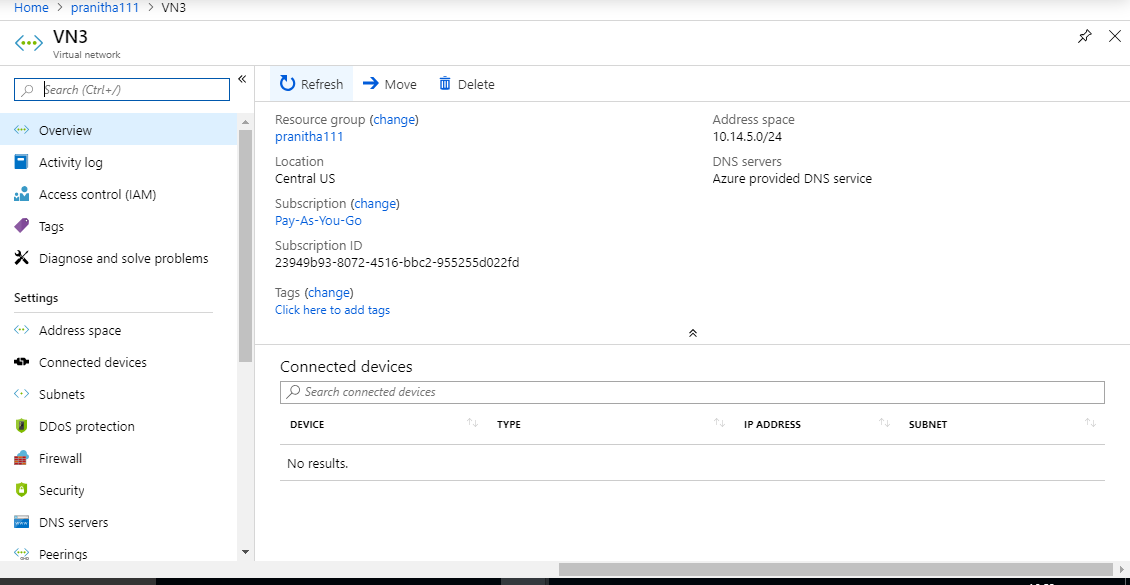 Home > pranitha111 > VN3
VN3
Virtual network
Search (Ctrl+/)
«
Overview
Activity log
Access control (IAM)
Tags
Diagnose and solve problems
Settings
Address space
Connected devices
Subnets
DDoS protection
Firewall
Security
DNS servers
Peerings
Refresh
Move
Delete
Resource group (change)
pranitha111
Location
Central US
Subscription (change)
Pay-As-You-Go
Subscription ID
23949b93-8072-4516-bbc2-955255d022fd
Tags (change)
Click here to add tags
Address space
10.14.5.0/24
DNS servers
Azure provided DNS service
Connected devices
Search connected devices
DEVICE TYPE IP ADDRESS SUBNET
No results.